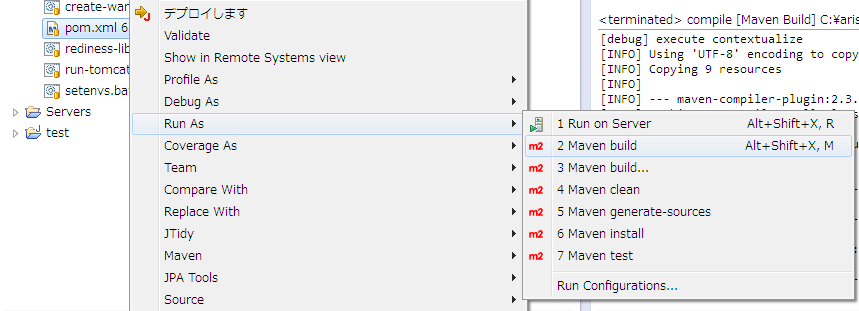 create-war
pom.xml 6
rediness-lib
run-tomcat
setenvs.ba
Servers
test
デプロイします
Validate
Show in Remote Systems view
Profile As
Debug As
Run As
Coverage As
Team
Compare With
Replace With
JTidy
Maven
JPA Tools
Source
1 Run on Server Alt+Shift+X, R
m2 2 Maven build Alt+Shift+X, M
m2 3 Maven build...
m2 4 Maven clean
m2 5 Maven generate-sources
m2 6 Maven install
m2 7 Maven test
Run Configurations...
<terminated> compile [Maven Build] C:¥aris
[debug] execute contextualize
[INFO] Using 'UTF-8' encoding to copy
[INFO] Copying 9 resources
[INFO]
[INFO] --- maven-compiler-plugin:2.3.